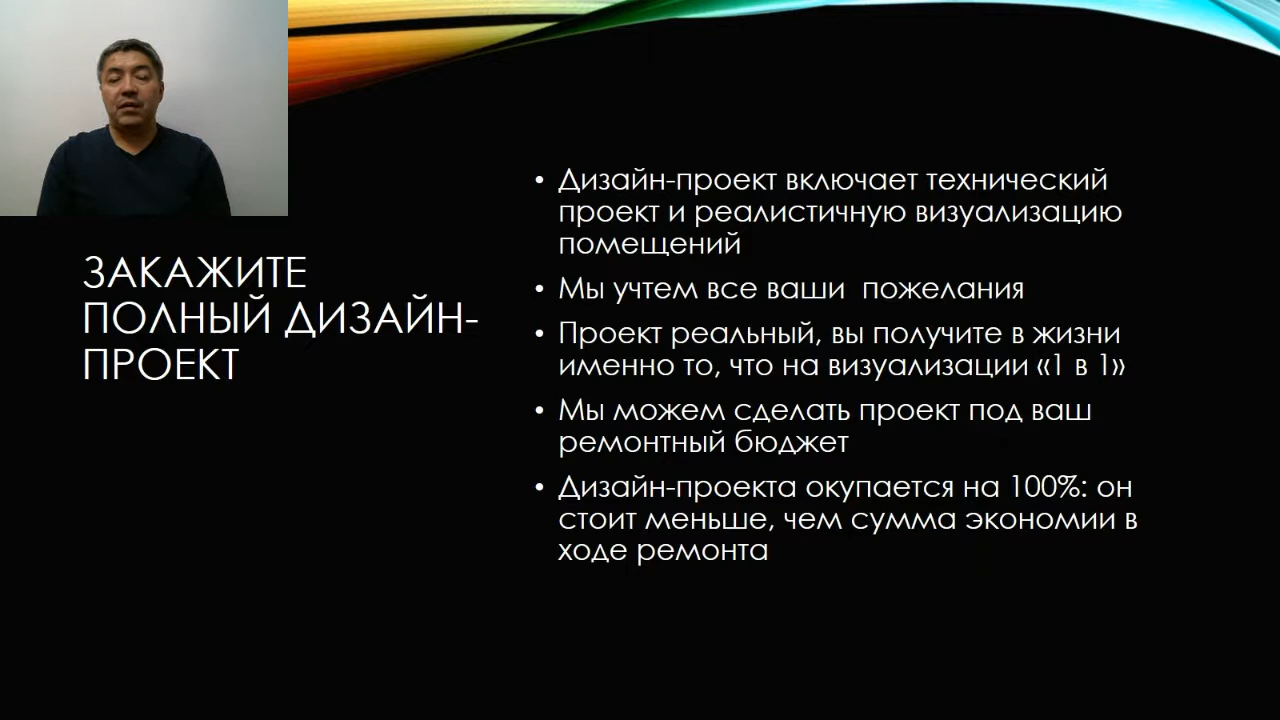 ЗАКАЖИТЕ
ПОЛНЫЙ ДИЗАЙН-
ПРОЕКТ
• Дизайн-проект включает технический
проект и реалистичную визуализацию
помещений
• Мы учтем все ваши  пожелания
• Проект реальный, вы получите в жизни
именно то, что на визуализации «1 в 1»
• Мы можем сделать проект под ваш
ремонтный бюджет
• Дизайн-проекта окупается на 100%: он
стоит меньше, чем сумма экономии в
ходе ремонта